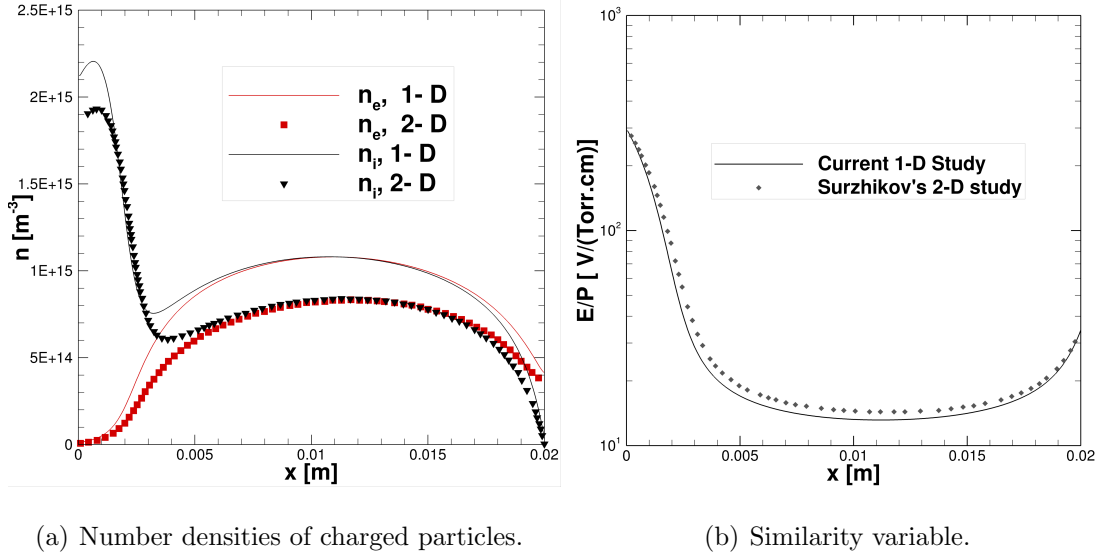 2.5E+15
2E+15
1.5E+15
1E+15
5E+14
0
n [m⁻³]
nₑ, 1- D
nₑ, 2- D
nᵢ, 1- D
nᵢ, 2- D
0 0.005 0.01 0.015 0.02
x [m]
(a) Number densities of charged particles.
10³
10²
10¹
E/P [ V/(Torr.cm)]
Current 1-D Study
Surzhikov's 2-D study
0 0.005 0.01 0.015 0.02
x [m]
(b) Similarity variable.